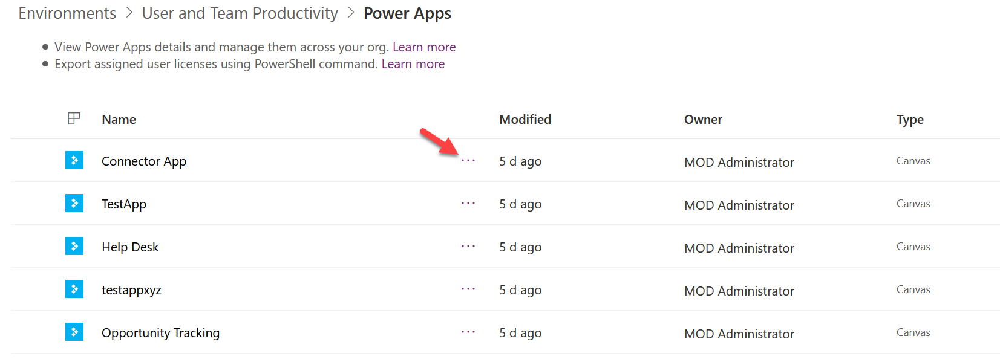 Environments > User and Team Productivity > Power Apps
View Power Apps details and manage them across your org. Learn more
Export assigned user licenses using PowerShell command. Learn more
Name Modified Owner Type
Connector App ··· 5 d ago MOD Administrator Canvas
TestApp ··· 5 d ago MOD Administrator Canvas
Help Desk ··· 5 d ago MOD Administrator Canvas
testappxyz ··· 5 d ago MOD Administrator Canvas
Opportunity Tracking ··· 5 d ago MOD Administrator Canvas